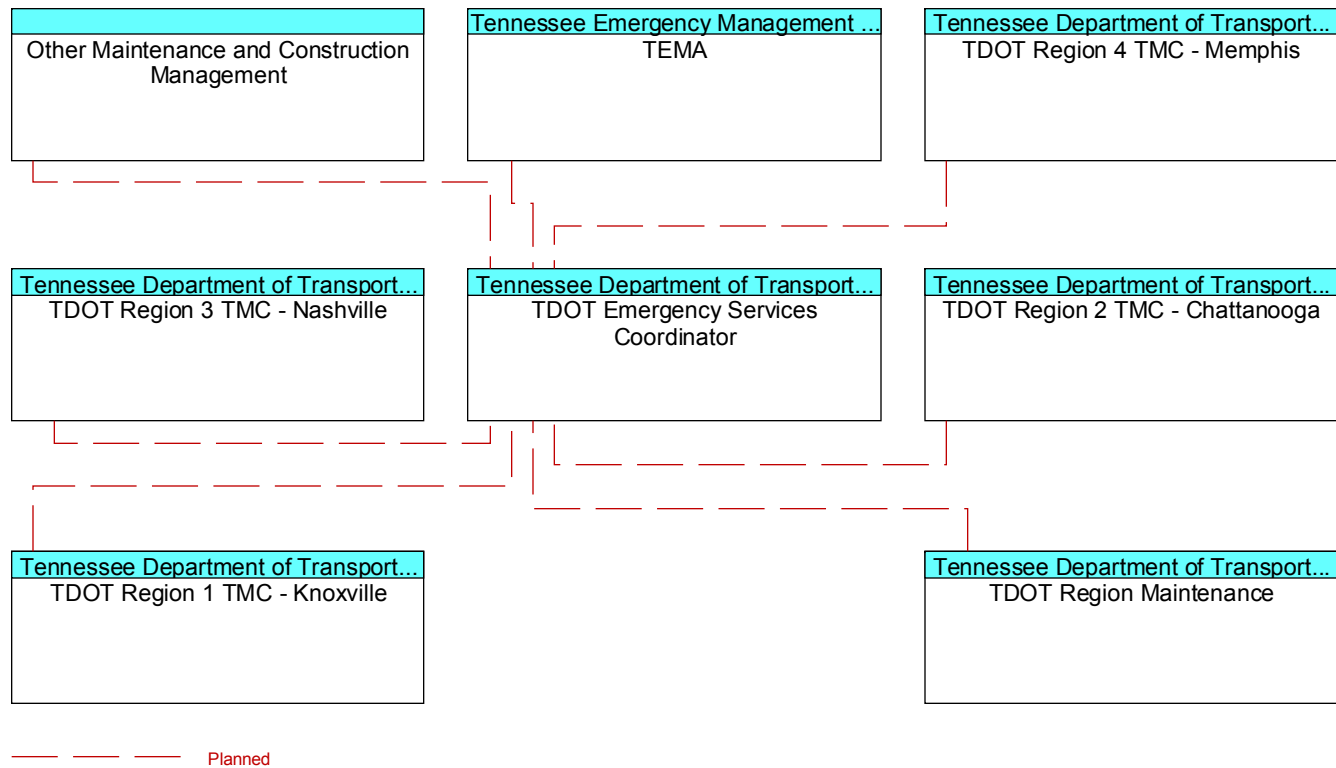 Other Maintenance and Construction
Management
Tennessee Emergency Management ...
TEMA
Tennessee Department of Transport...
TDOT Region 4 TMC - Memphis
Tennessee Department of Transport...
TDOT Region 3 TMC - Nashville
Tennessee Department of Transport...
TDOT Emergency Services
Coordinator
Tennessee Department of Transport...
TDOT Region 2 TMC - Chattanooga
Tennessee Department of Transport...
TDOT Region 1 TMC - Knoxville
Tennessee Department of Transport...
TDOT Region Maintenance
Planned